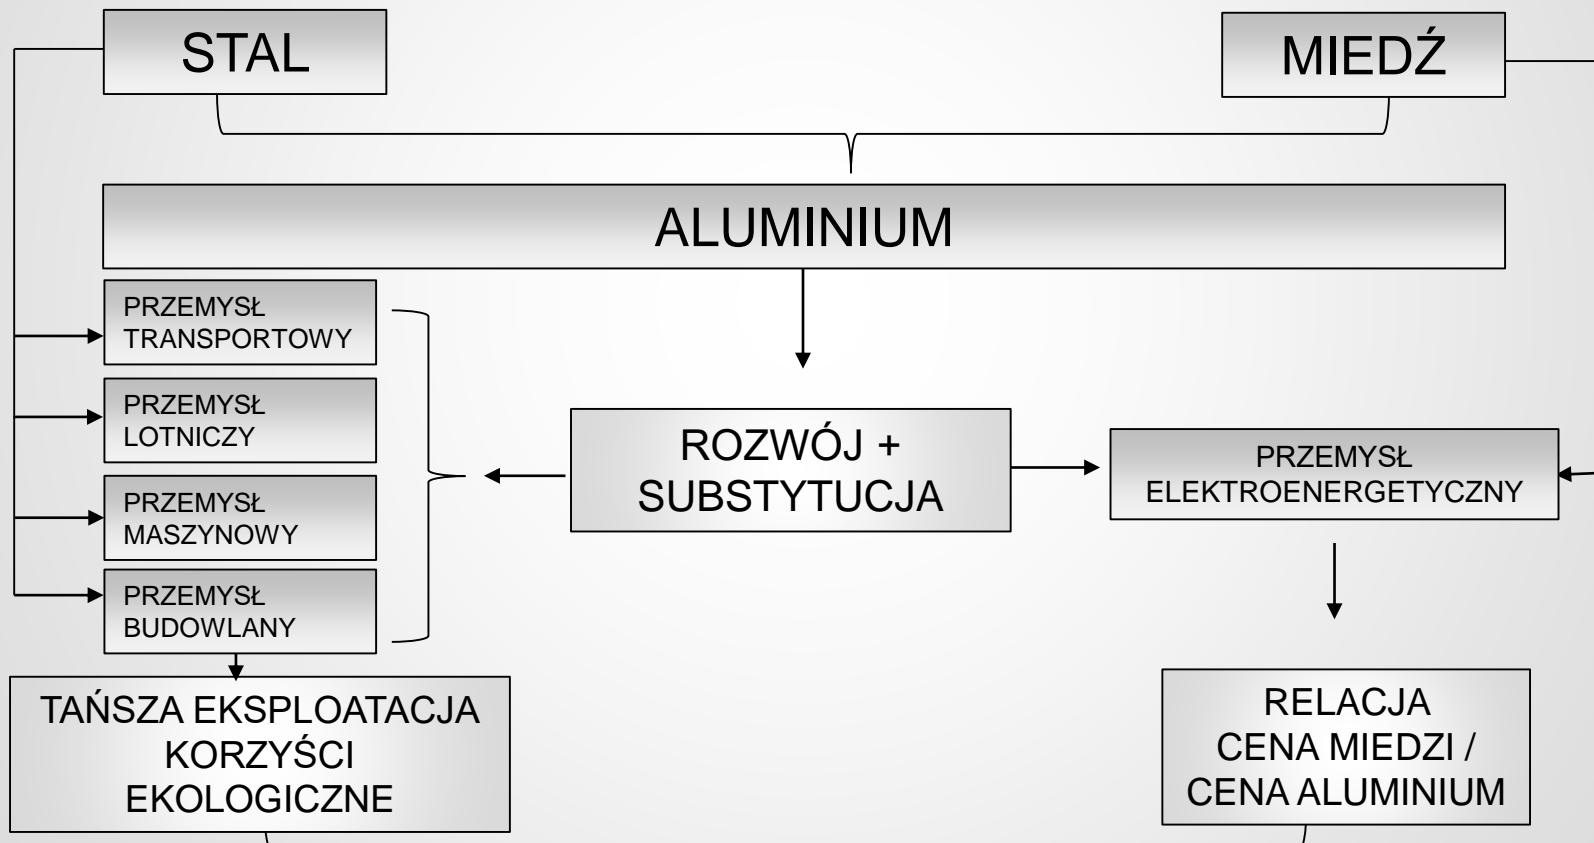 STAL
MIEDŹ
ALUMINIUM
PRZEMYSŁ
TRANSPORTOWY
PRZEMYSŁ
LOTNICZY
PRZEMYSŁ
MASZYNOWY
PRZEMYSŁ
BUDOWLANY
ROZWÓJ +
SUBSTYTUCJA
PRZEMYSŁ
ELEKTROENERGETYCZNY
TAŃSZA EKSPLOATACJA
KORZYŚCI
EKOLOGICZNE
RELACJA
CENA MIEDZI /
CENA ALUMINIUM